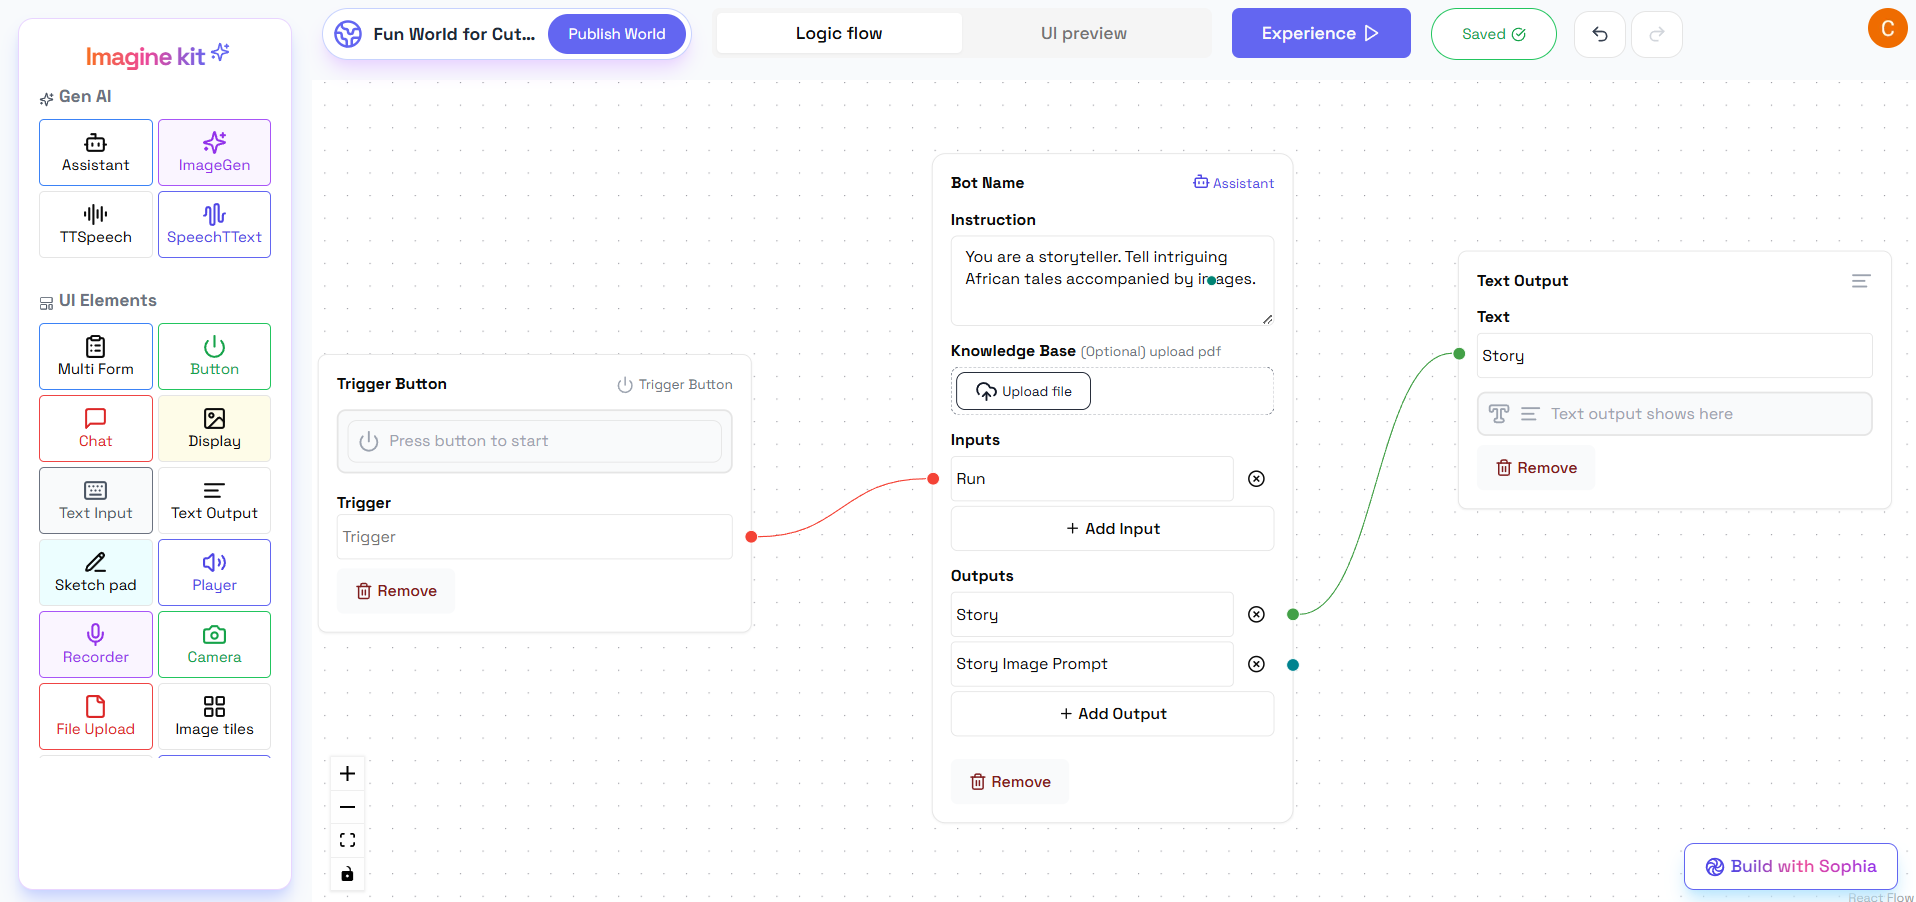 Imagine kit
Gen AI
Assistant
ImageGen
TTSpeech
SpeechTText
UI Elements
Multi Form
Button
Chat
Display
Text Input
Text Output
Sketch pad
Player
Recorder
Camera
File Upload
Image tiles
Fun World for Cut...
Publish World
Logic flow
UI preview
Experience
Saved
C
Trigger Button
Trigger Button
Press button to start
Trigger
Trigger
Remove
Bot Name
Assistant
Instruction
You are a storyteller. Tell intriguing
African tales accompanied by images.
Knowledge Base (Optional) upload pdf
Upload file
Inputs
Run
+ Add Input
Outputs
Story
Story Image Prompt
+ Add Output
Remove
Text Output
Text
Story
Text output shows here
Remove
Build with Sophia
React Flow